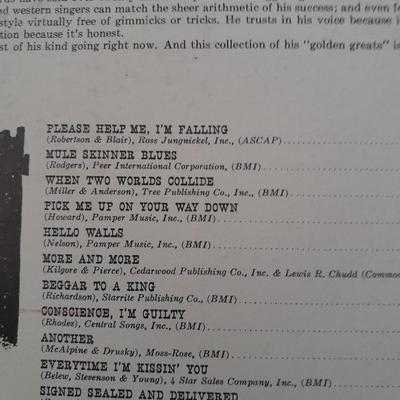 have
nd western singers can match the sheer arithmetic of his success; and even
style virtually free of gimmicks or tricks. He trusts in his voice because
tion because it's honest.
st of his kind going right now. And this collection of his "golden greats" is
PLEASE HELP ME, I'M FALLING
(Robertson & Blair), Ross Jungnickel, Inc., (ASCAP)
MULE SKINNER BLUES
(Rodgers), Peer International Corporation, (BMI)
WHEN TWO WORLDS COLLIDE
(Miller & Anderson), Tree Publishing Co., Inc., (BMI)
PICK ME UP ON YOUR WAY DOWN
(Howard), Pamper Music, Inc., (BMI)
HELLO WALLS
(Nelson), Pamper Music, Inc., (BMI)
MORE AND MORE
(Kilgore & Pierce), Cedarwood Publishing Co., Inc. & Lewis R. Chudd (Commod
BEGGAR TO A KING
(Richardson), Starrite Publishing Co., (BMI)
CONSCIENCE, I'M GUILTY
(Rhodes), Central Songs, Inc., (BMI)
ANOTHER
(McAlpine & Drusky), Moss-Rose, (BMI)
EVERYTIME I'M KISSIN' YOU
(Belew, Stevenson & Young), 4 Star Sales Company, Inc., (BMI)
SIGNED SEALED AND DELIVERED